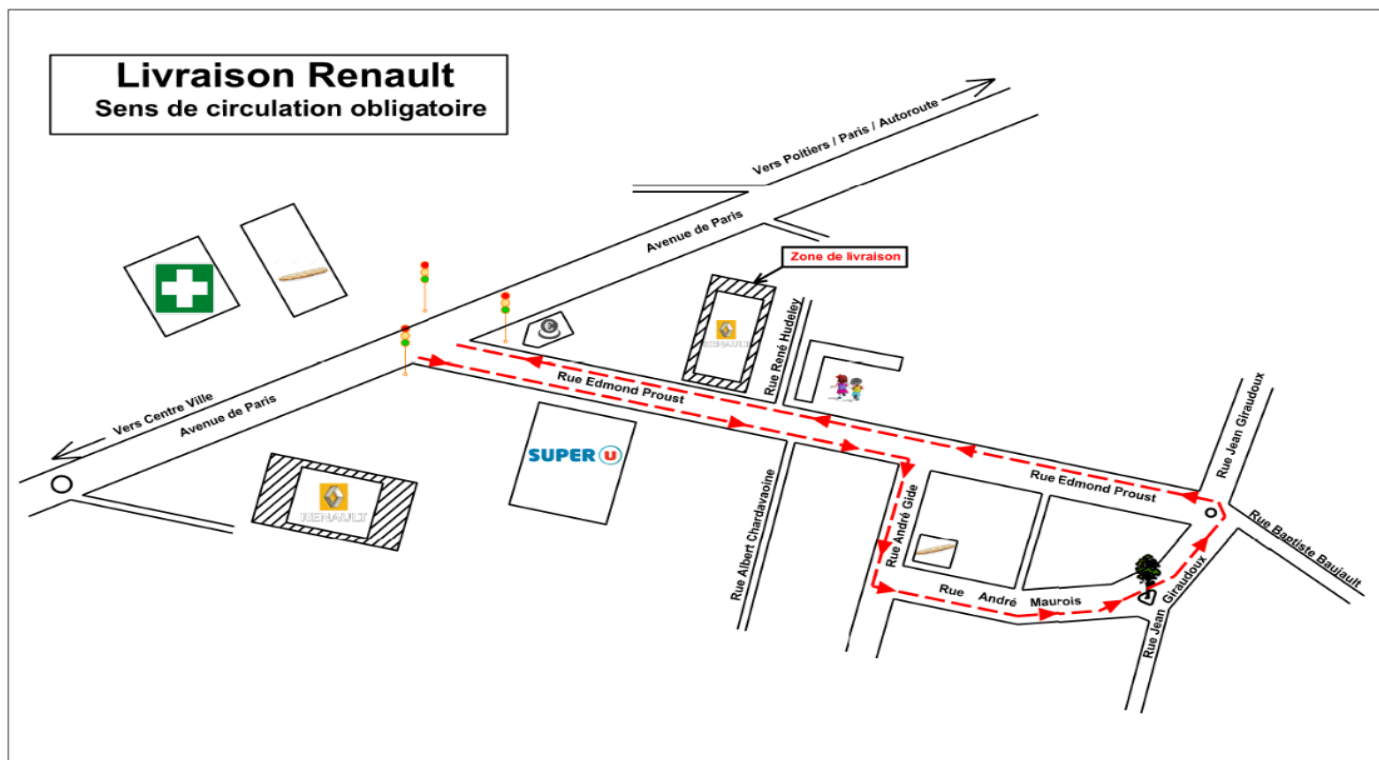 Livraison Renault
Sens de circulation obligatoire
Vers Poitiers / Paris / Autoroute
Avenue de Paris
Zone de livraison
RENAULT
Rue René Hudeley
Rue Edmond Proust
Vers Centre Ville
Avenue de Paris
SUPER U
RENAULT
Rue Albert Chardavaoine
Rue André Gide
Rue Edmond Proust
Rue Jean Giraudoux
Rue Baptiste Baujault
Rue André Maurois
Rue Jean Giraudoux